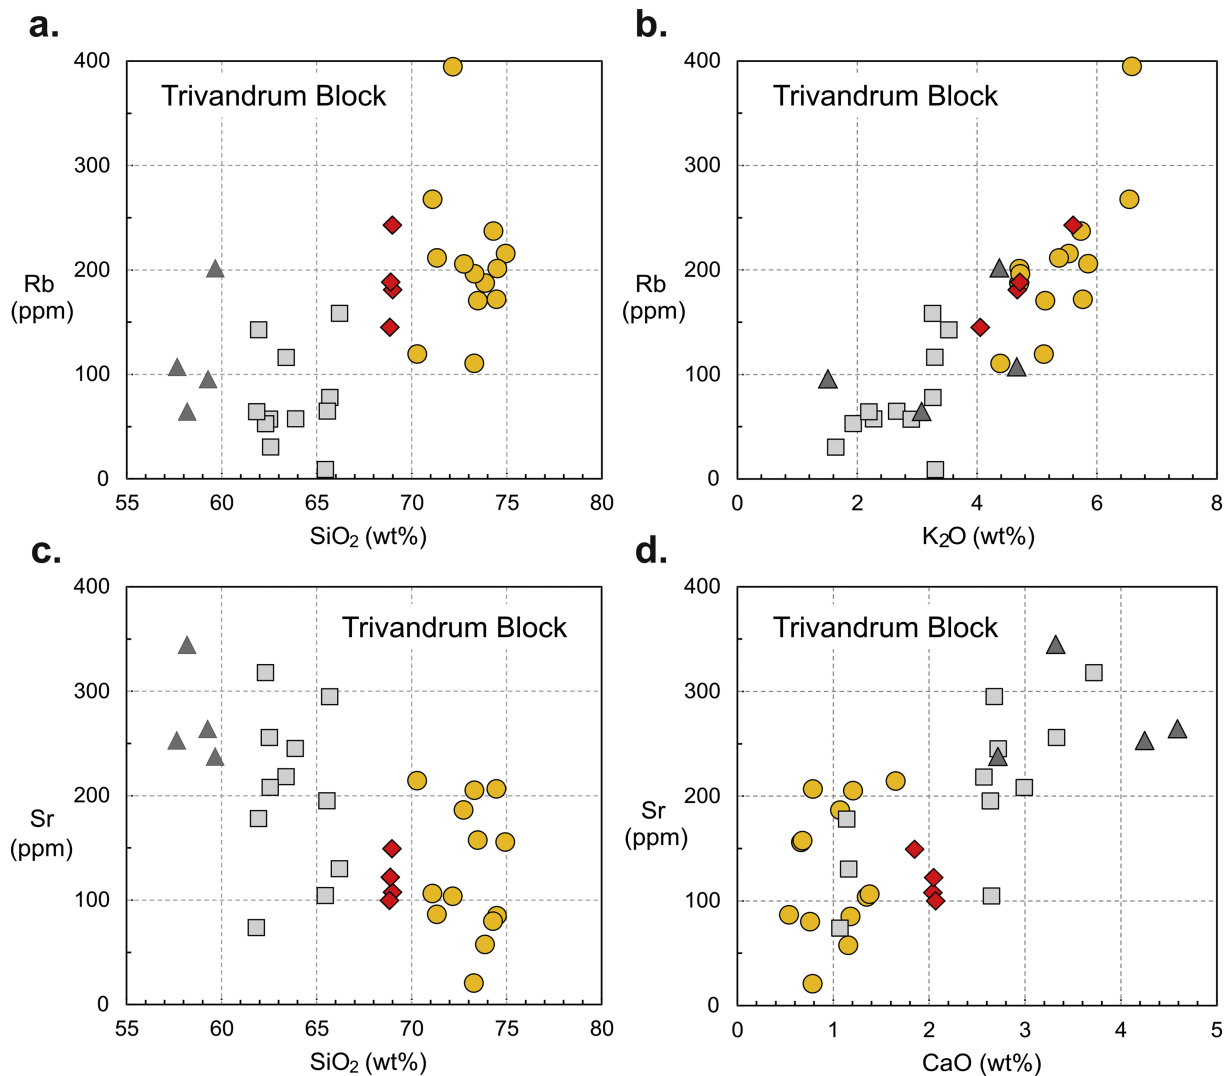 a.
400
300
200
100
0
Rb
(ppm)
Trivandrum Block
55 60 65 70 75 80
SiO₂ (wt%)
b.
400
300
200
100
0
Rb
(ppm)
Trivandrum Block
0 2 4 6 8
K₂O (wt%)
c.
400
300
200
100
0
Sr
(ppm)
Trivandrum Block
55 60 65 70 75 80
SiO₂ (wt%)
d.
400
300
200
100
0
Sr
(ppm)
Trivandrum Block
0 1 2 3 4 5
CaO (wt%)